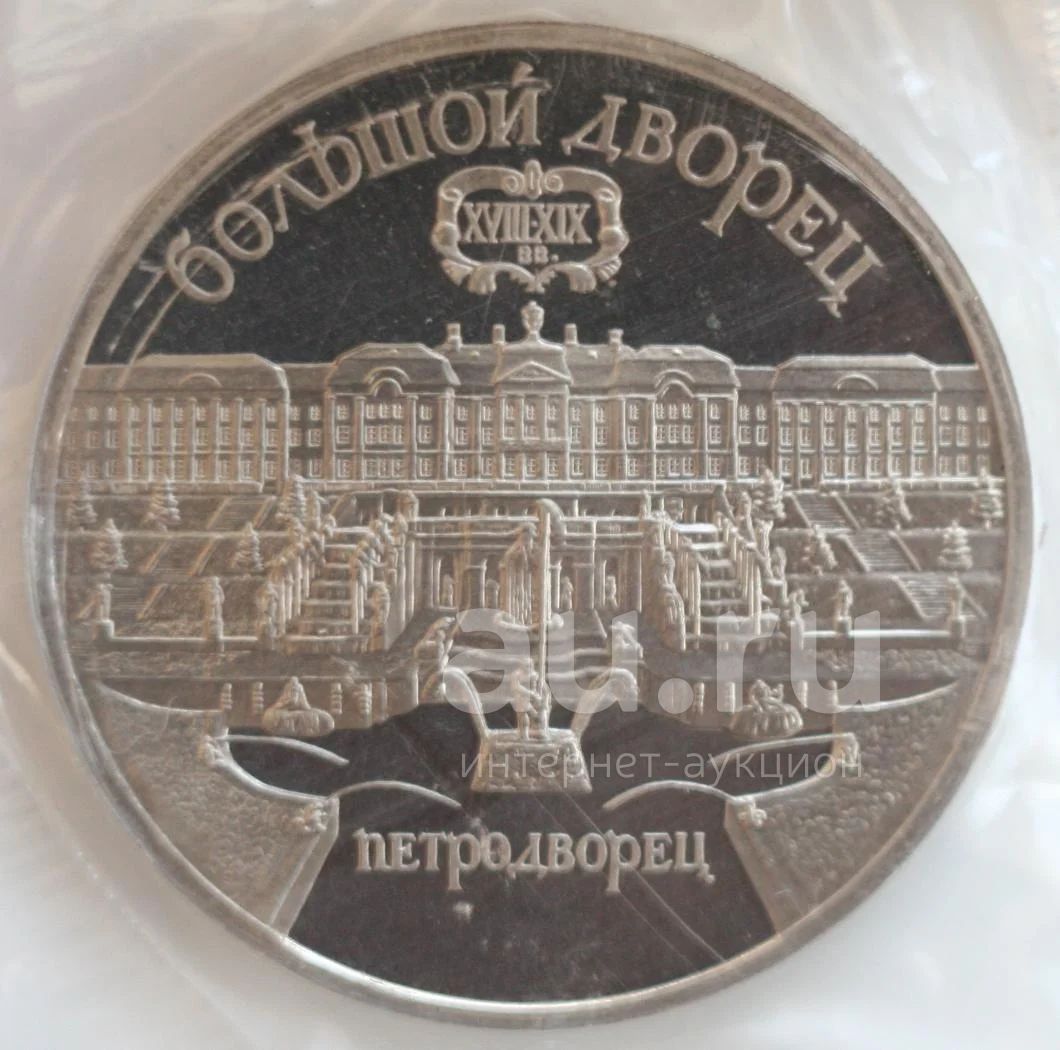 БОЛЬШОЙ ДВОРЕЦ
XVIII-XIX
ВВ.
au.ru
интернет-аукцион
ПЕТРОДВОРЕЦ